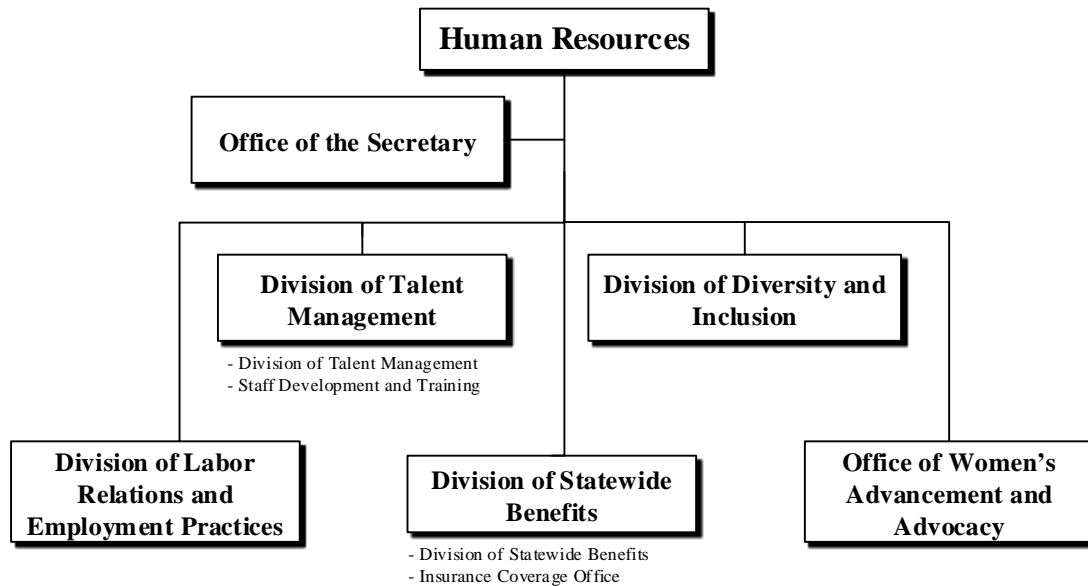 Human Resources
Office of the Secretary
Division of Talent
Management
- Division of Talent Management
- Staff Development and Training
Division of Diversity and
Inclusion
Division of Labor
Relations and
Employment Practices
Division of Statewide
Benefits
- Division of Statewide Benefits
- Insurance Coverage Office
Office of Women’s
Advancement and
Advocacy